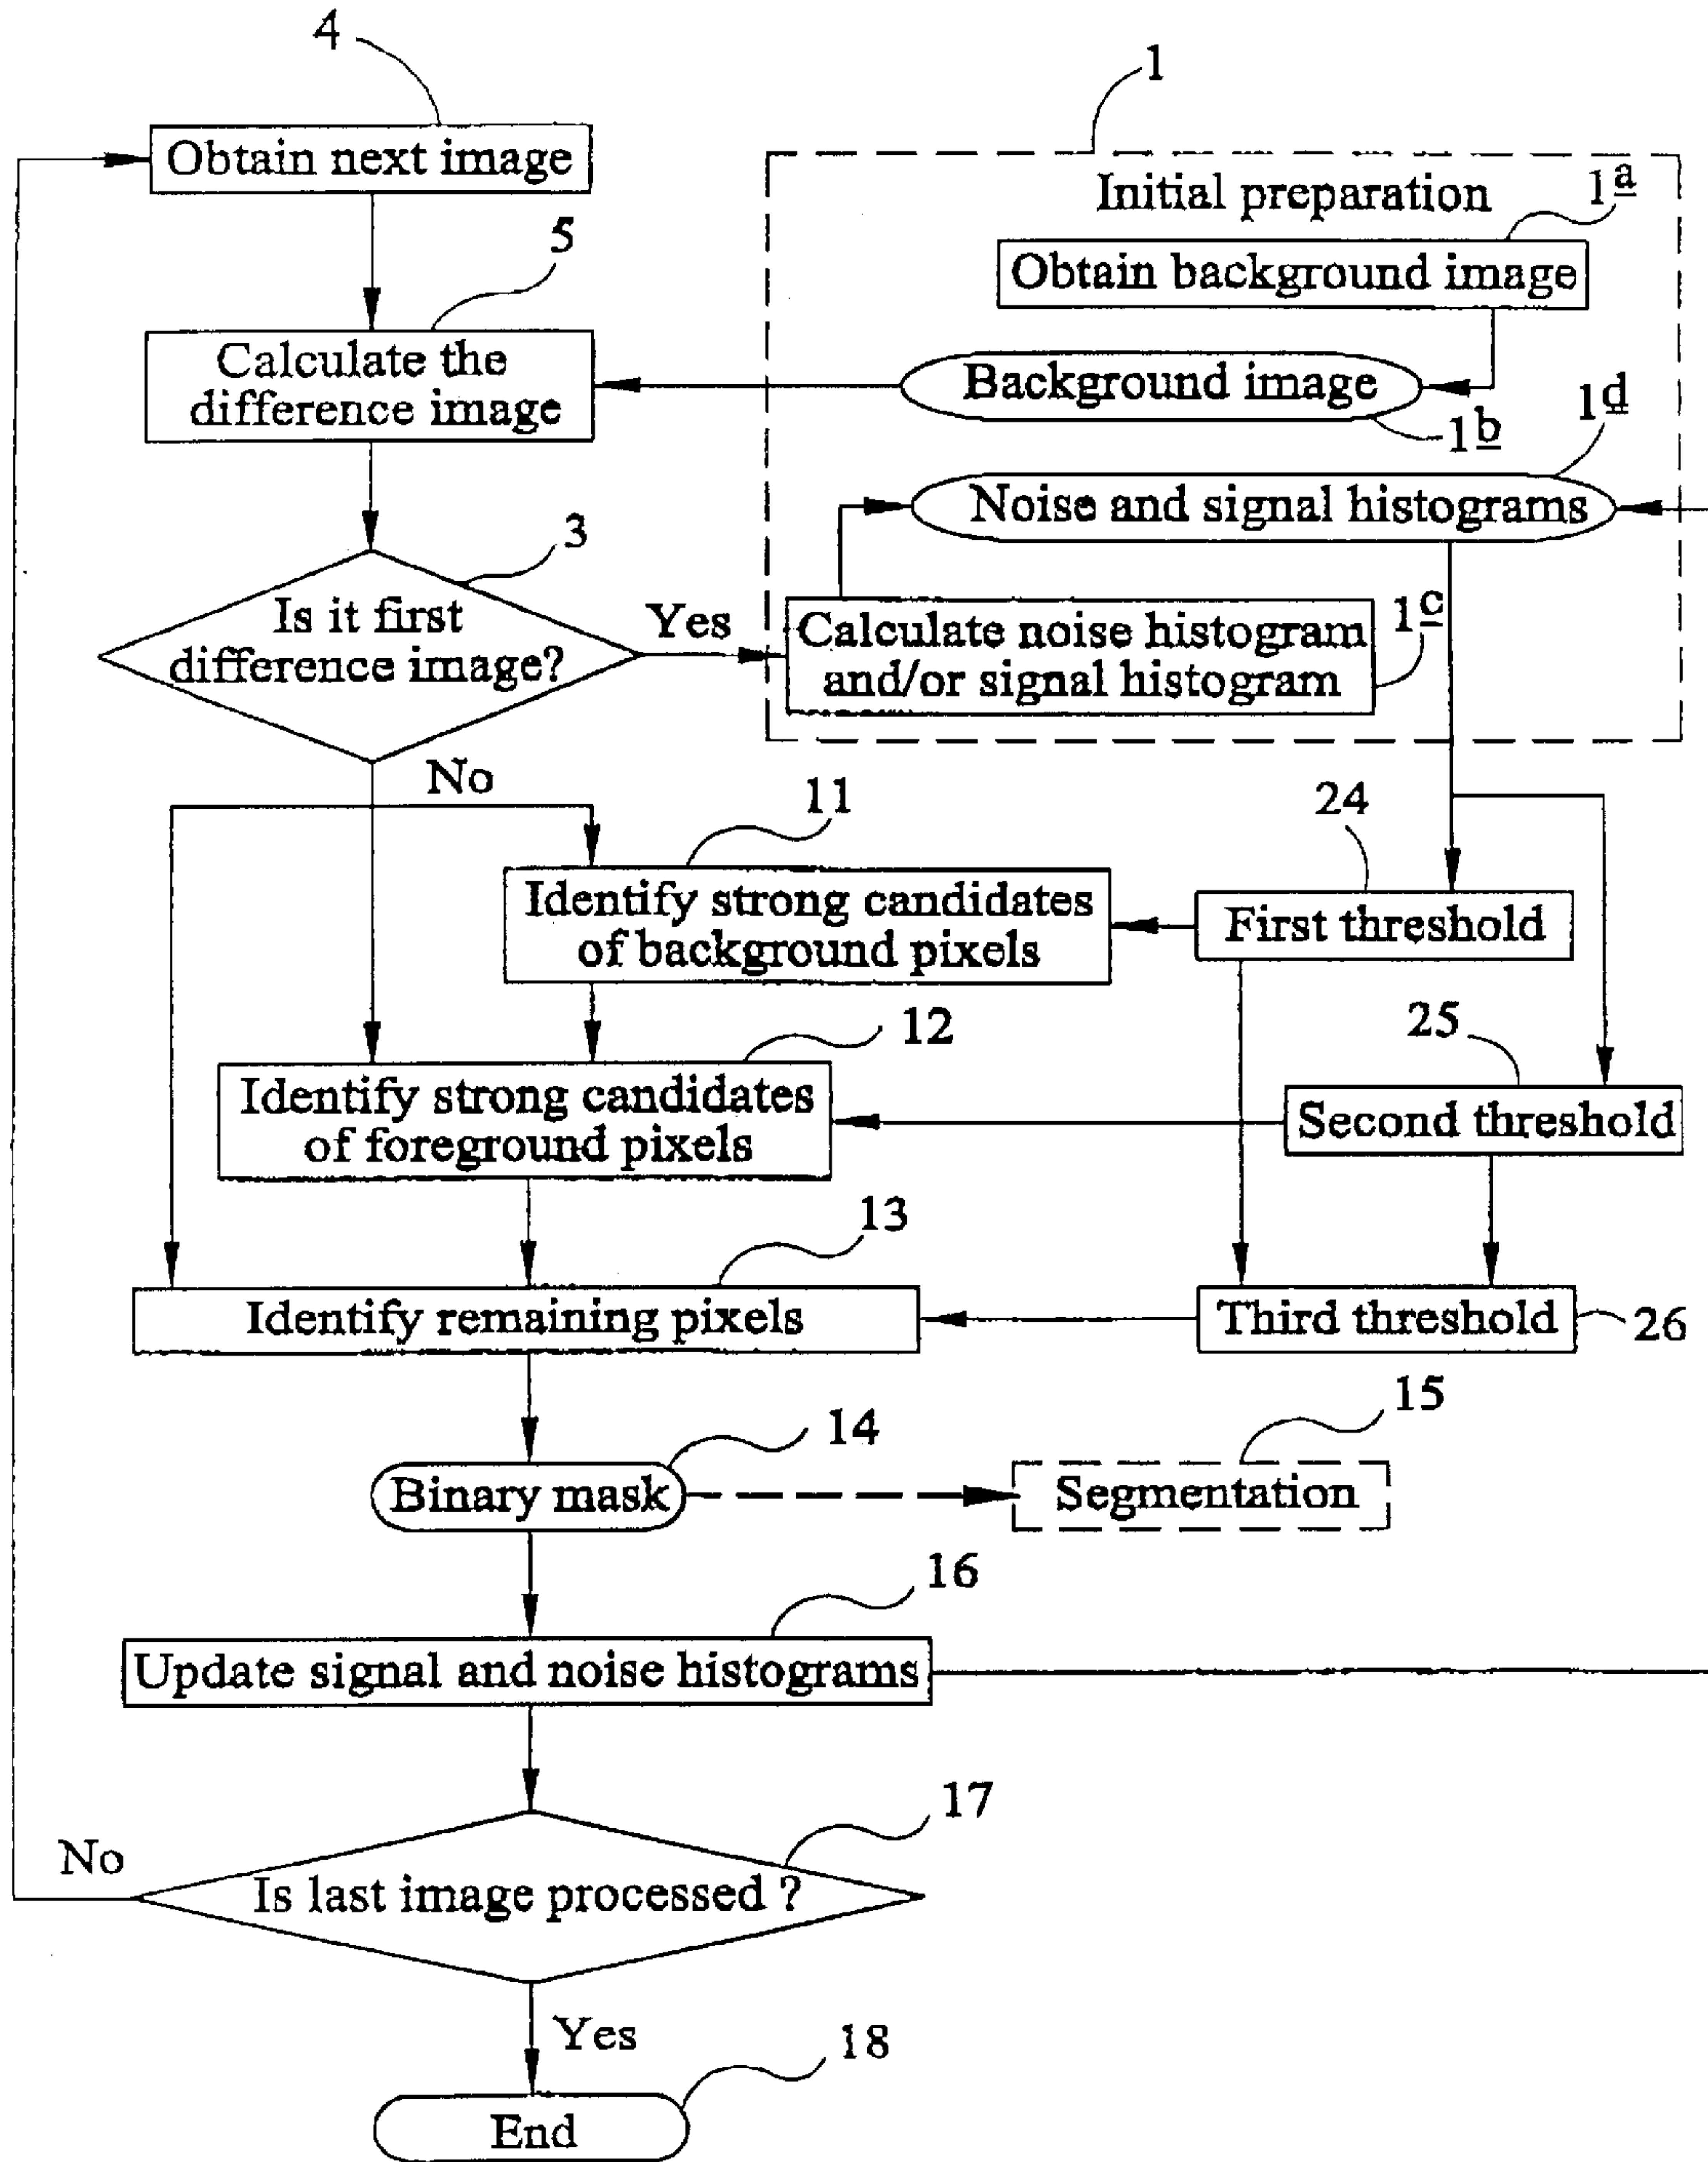 4
Obtain next image
1
Initial preparation
1a
Obtain background image
5
Calculate the
difference image
Background image
1b
1d
Noise and signal histograms
3
Is it first
difference image?
Yes
Calculate noise histogram
and/or signal histogram
1c
No
11
Identify strong candidates
of background pixels
24
First threshold
12
Identify strong candidates
of foreground pixels
25
Second threshold
13
Identify remaining pixels
Third threshold
26
14
Binary mask
15
Segmentation
16
Update signal and noise histograms
17
No
Is last image processed ?
Yes
18
End